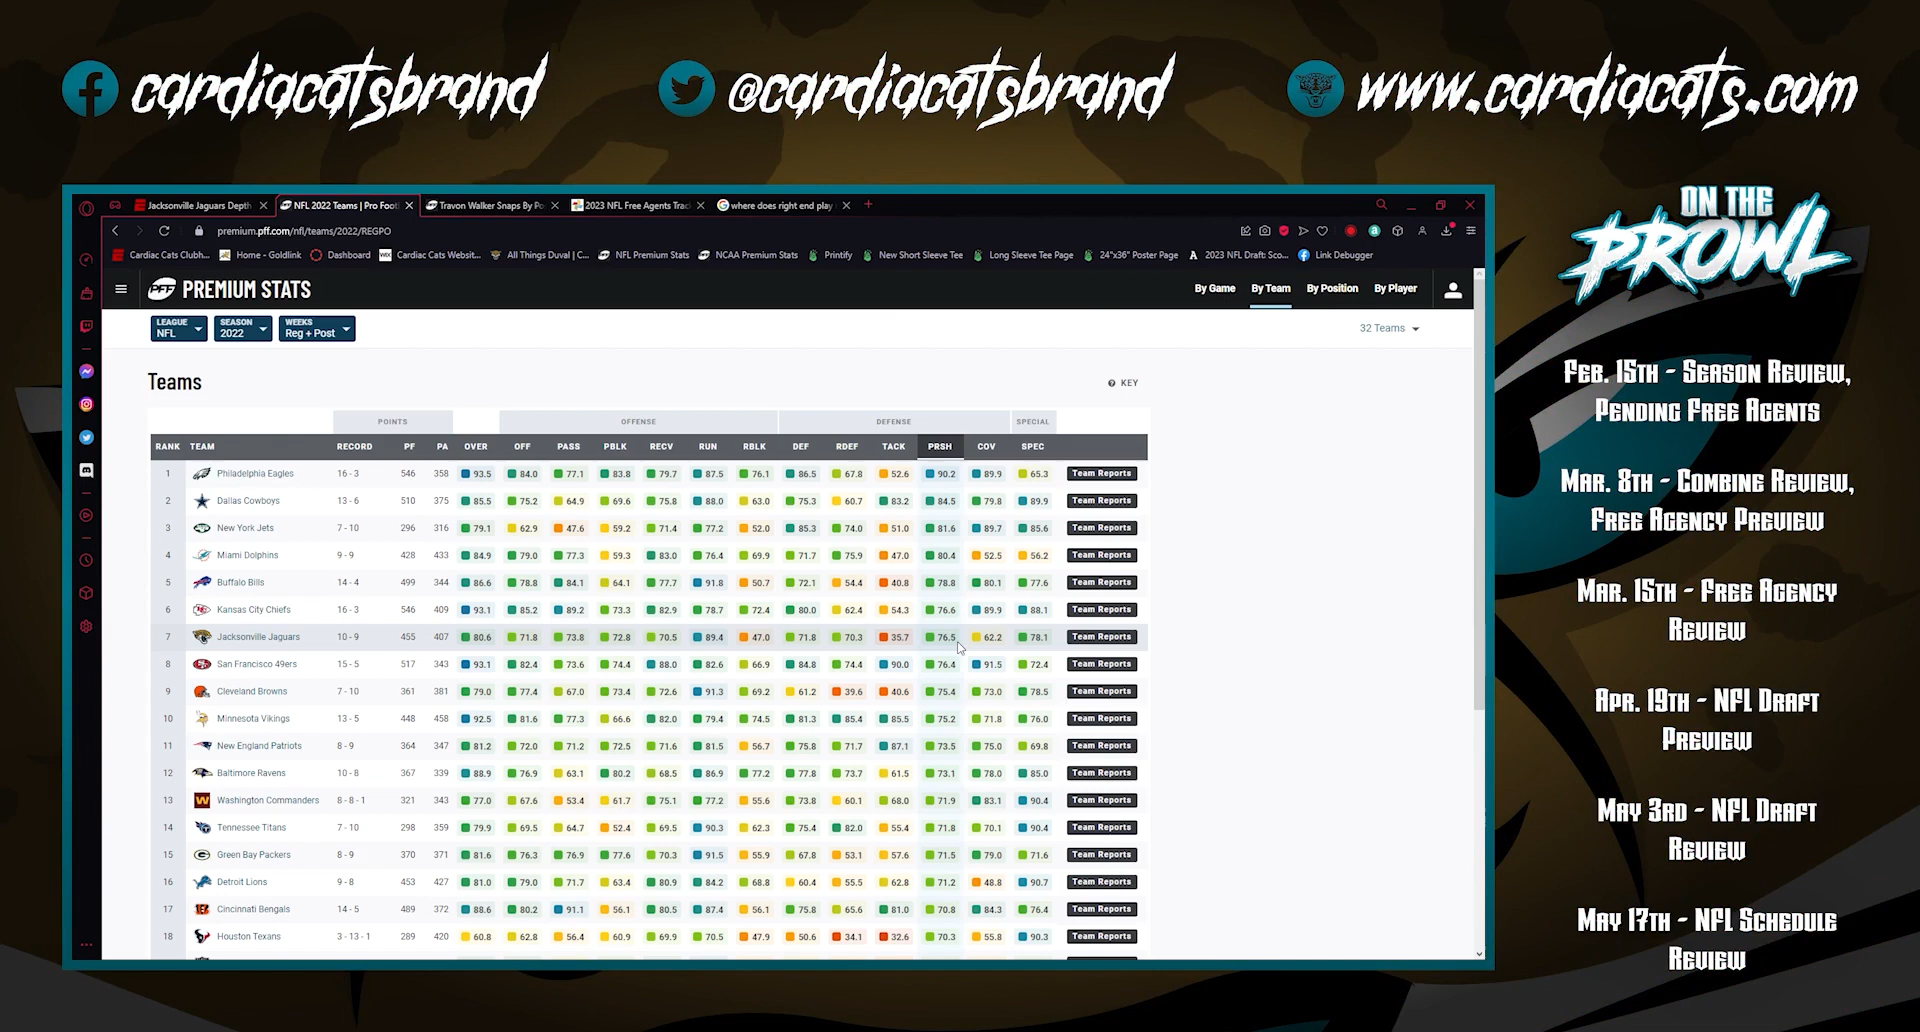 cardiacatsbrand
@cardiacatsbrand
www.cardiacats.com
Jacksonville Jaguars Depth
NFL 2022 Teams | Pro Foot
Travon Walker Snaps By Po
2023 NFL Free Agents Trac
where does right end play
premium.pff.com/nfl/teams/2022/REGPO
Cardiac Cats Clubh... Home - Goldlink Dashboard Cardiac Cats Websit... All Things Duval | C... NFL Premium Stats NCAA Premium Stats Printify New Short Sleeve Tee Long Sleeve Tee Page 24"x36" Poster Page 2023 NFL Draft: Sco... Link Debugger
PFF PREMIUM STATS
By Game By Team By Position By Player
LEAGUE NFL SEASON 2022 WEEKS Reg + Post
32 Teams
Teams
KEY
POINTS OFFENSE DEFENSE SPECIAL
RANK TEAM RECORD PF PA OVER OFF PASS PBLK RECV RUN RBLK DEF RDEF TACK PRSH COV SPEC
1 Philadelphia Eagles 16 - 3 546 358 93.5 84.0 77.1 83.8 79.7 87.5 76.1 86.5 67.8 52.6 90.2 89.9 65.3 Team Reports
2 Dallas Cowboys 13 - 6 510 375 85.5 75.2 64.9 69.6 75.8 88.0 63.0 75.3 60.7 83.2 84.5 79.8 89.9 Team Reports
3 New York Jets 7 - 10 296 316 79.1 62.9 47.6 59.2 71.4 77.2 52.0 85.3 74.0 51.0 81.6 89.7 85.6 Team Reports
4 Miami Dolphins 9 - 9 428 433 84.9 79.0 77.3 59.3 83.0 76.4 69.9 71.7 75.9 47.0 80.4 52.5 56.2 Team Reports
5 Buffalo Bills 14 - 4 499 344 86.6 78.8 84.1 64.1 77.7 91.8 50.7 72.1 54.4 40.8 78.8 80.1 77.6 Team Reports
6 Kansas City Chiefs 16 - 3 546 409 93.1 85.2 89.2 73.3 82.9 78.7 72.4 80.0 62.4 54.3 76.6 89.9 88.1 Team Reports
7 Jacksonville Jaguars 10 - 9 455 407 80.6 71.8 73.8 72.8 70.5 89.4 47.0 71.8 70.3 35.7 76.5 62.2 78.1 Team Reports
8 San Francisco 49ers 15 - 5 517 343 93.1 82.4 73.6 74.4 88.0 82.6 66.9 84.8 74.4 90.0 76.4 91.5 72.4 Team Reports
9 Cleveland Browns 7 - 10 361 381 79.0 77.4 67.0 73.4 72.6 91.3 69.2 61.2 39.6 40.6 75.4 73.0 78.5 Team Reports
10 Minnesota Vikings 13 - 5 448 458 92.5 81.6 77.3 66.6 82.0 79.4 74.5 81.3 85.4 85.5 75.2 71.8 76.0 Team Reports
11 New England Patriots 8 - 9 364 347 81.2 72.0 71.2 72.5 71.6 81.5 56.7 75.8 71.7 87.1 73.5 75.0 69.8 Team Reports
12 Baltimore Ravens 10 - 8 367 339 88.9 76.9 63.1 80.2 68.5 86.9 77.2 77.8 73.7 61.5 73.1 78.0 85.0 Team Reports
13 Washington Commanders 8 - 8 - 1 321 343 77.0 67.6 53.4 61.7 75.1 77.2 55.6 73.8 60.1 68.0 71.9 83.1 90.4 Team Reports
14 Tennessee Titans 7 - 10 298 359 79.9 69.5 64.7 52.4 69.5 90.3 62.3 75.4 82.0 55.4 71.8 70.1 90.4 Team Reports
15 Green Bay Packers 8 - 9 370 371 81.6 76.3 76.9 77.6 70.3 91.5 55.9 67.8 53.1 57.6 71.5 79.0 71.6 Team Reports
16 Detroit Lions 9 - 8 453 427 81.0 79.0 71.7 63.4 80.9 84.2 68.8 60.4 55.5 62.8 71.2 48.8 90.7 Team Reports
17 Cincinnati Bengals 14 - 5 489 372 88.6 80.2 91.1 56.1 80.5 87.4 56.1 75.8 65.6 81.0 70.8 84.3 76.4 Team Reports
18 Houston Texans 3 - 13 - 1 289 420 60.8 62.8 56.4 60.9 69.9 70.5 47.9 50.6 34.1 32.6 70.3 55.8 90.3 Team Reports
ON THE
PROWL
Feb. 15th - Season Review,
Pending Free Agents
Mar. 8th - Combine Review,
Free Agency Preview
Mar. 15th - Free Agency
Review
Apr. 19th - NFL Draft
Preview
May 3rd - NFL Draft
Review
May 17th - NFL Schedule
Review